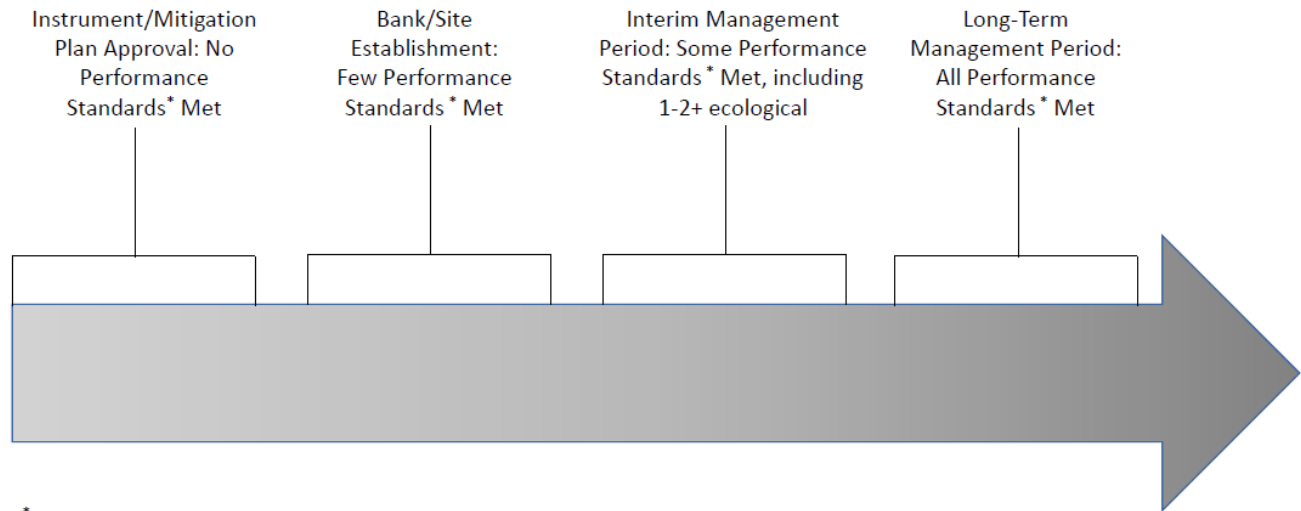 Instrument/Mitigation
Plan Approval: No
Performance
Standards* Met
Bank/Site
Establishment:
Few Performance
Standards * Met
Interim Management
Period: Some Performance
Standards * Met, including
1-2+ ecological
Long-Term
Management Period:
All Performance
Standards * Met
*